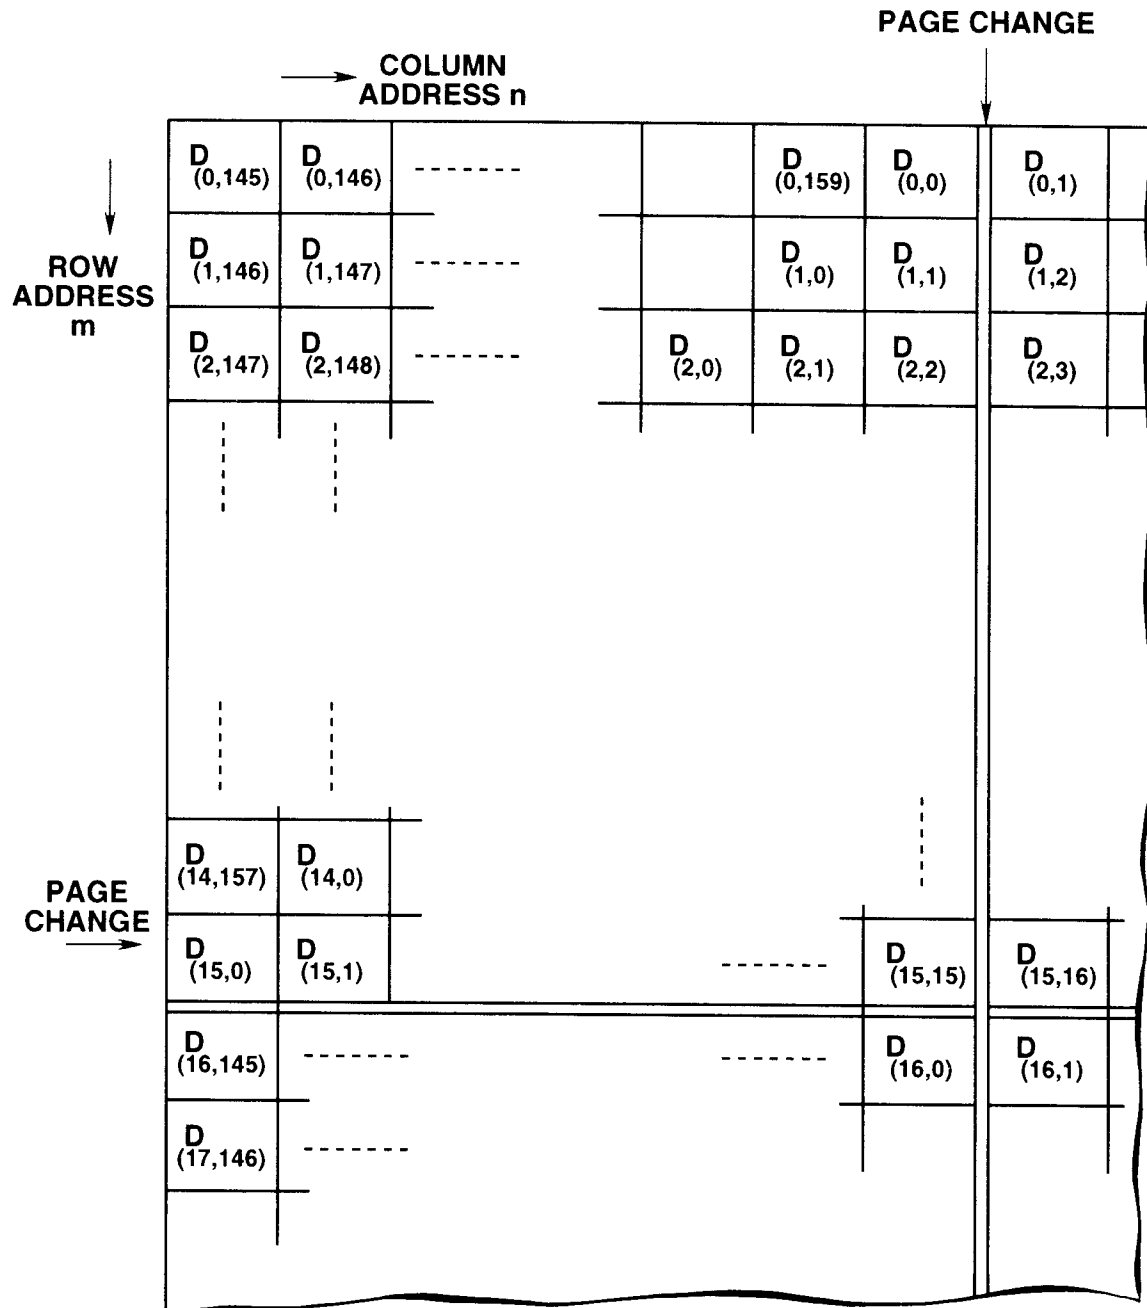 PAGE CHANGE
COLUMN
ADDRESS n
D(0,145) D(0,146) D(0,159) D(0,0) D(0,1)
ROW
ADDRESS
m
D(1,146) D(1,147) D(1,0) D(1,1) D(1,2)
D(2,147) D(2,148) D(2,0) D(2,1) D(2,2) D(2,3)
D(14,157) D(14,0)
PAGE
CHANGE
D(15,0) D(15,1) D(15,15) D(15,16)
D(16,145) D(16,0) D(16,1)
D(17,146)